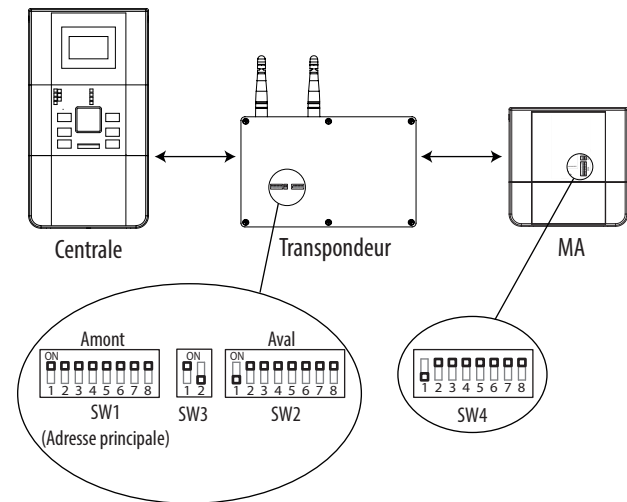 Centrale
Transpondeur
MA
Amont
Aval
ON
1 2 3 4 5 6 7 8
ON
1 2
ON
1 2 3 4 5 6 7 8
1 2 3 4 5 6 7 8
SW1
SW3
SW2
SW4
(Adresse principale)